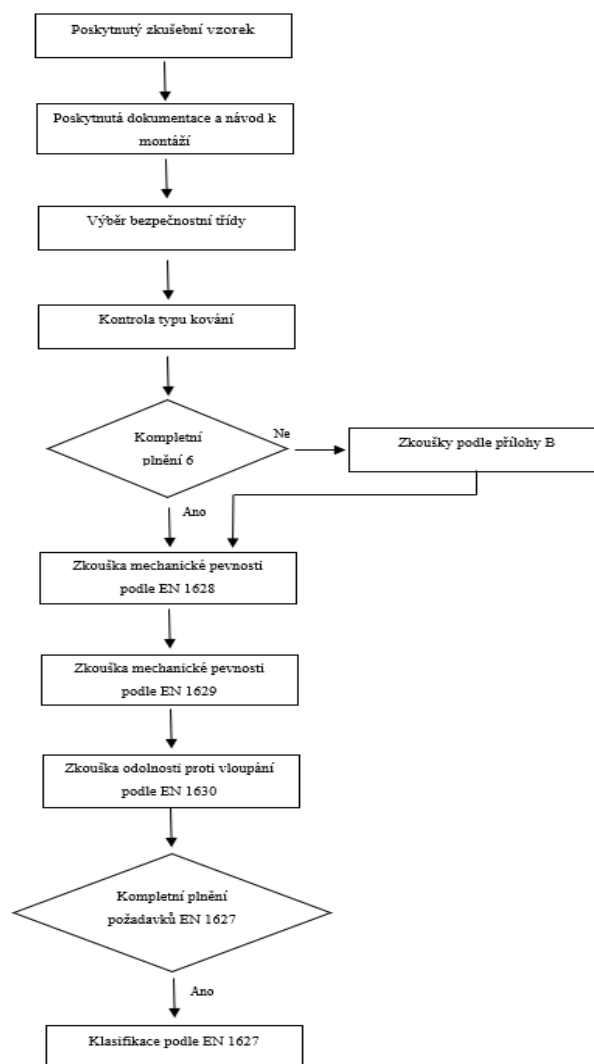 Poskytnutý zkušební vzorek
Poskytnutá dokumentace a návod k
montáží
Výběr bezpečnostní třídy
Kontrola typu kování
Kompletní
plnění 6
Ne
Zkoušky podle přílohy B
Ano
Zkouška mechanické pevnosti
podle EN 1628
Zkouška mechanické pevnosti
podle EN 1629
Zkouška odolnosti proti vloupání
podle EN 1630
Kompletní plnění
požadavků EN 1627
Ano
Klasifikace podle EN 1627